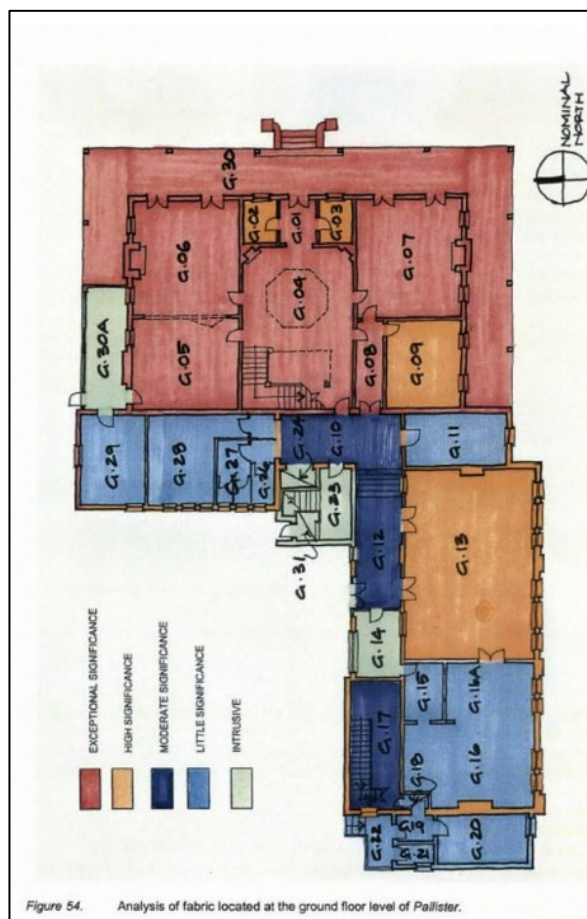 NOMINAL
NORTH
G.30
G.02
G.01
G.03
G.06
G.04
G.07
G.30A
G.05
G.08
G.09
G.29
G.28
G.27
G.26
G.24
G.10
G.11
G.23
G.31
G.12
G.13
G.14
G.15
G.16A
G.17
G.18
G.16
G.22
G.20
EXCEPTIONAL SIGNIFICANCE
HIGH SIGNIFICANCE
MODERATE SIGNIFICANCE
LITTLE SIGNIFICANCE
INTRUSIVE
Figure 54. Analysis of fabric located at the ground floor level of Pallister.